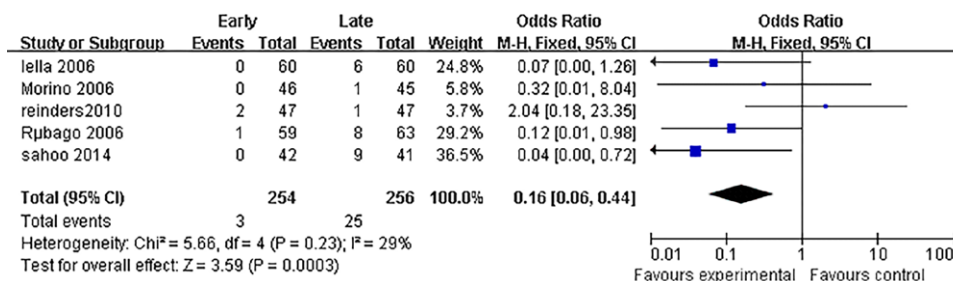 Early Late Odds Ratio Odds Ratio
Study or Subgroup Events Total Events Total Weight M-H, Fixed, 95% CI M-H, Fixed, 95% CI
lella 2006 0 60 6 60 24.8% 0.07 [0.00, 1.26]
Morino 2006 0 46 1 45 5.8% 0.32 [0.01, 8.04]
reinders2010 2 47 1 47 3.7% 2.04 [0.18, 23.35]
Rμbago 2006 1 59 8 63 29.2% 0.12 [0.01, 0.98]
sahoo 2014 0 42 9 41 36.5% 0.04 [0.00, 0.72]
Total (95% CI) 254 256 100.0% 0.16 [0.06, 0.44]
Total events 3 25
Heterogeneity: Chi² = 5.66, df = 4 (P = 0.23); I² = 29%
Test for overall effect: Z = 3.59 (P = 0.0003)
0.01 0.1 1 10 100
Favours experimental Favours control